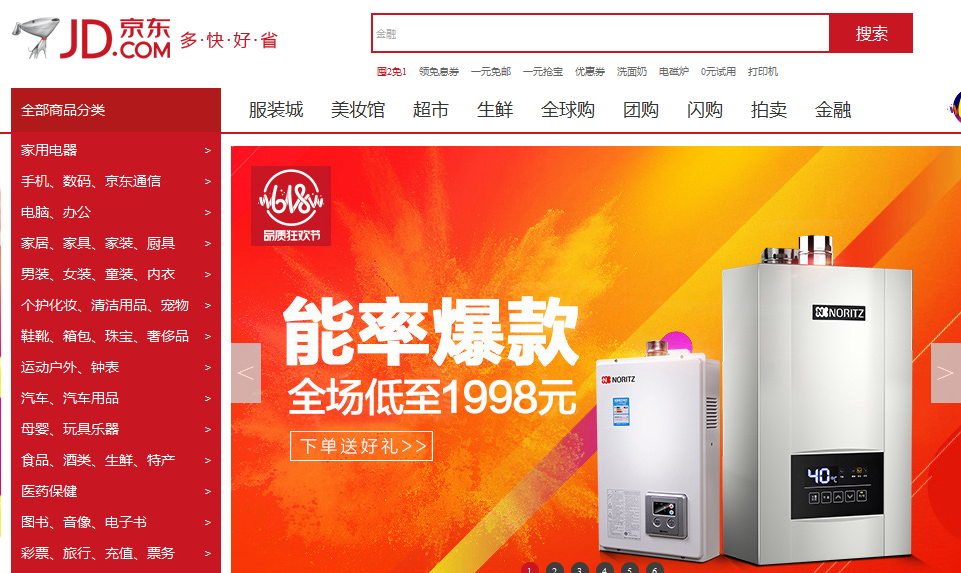 JD.COM 京东 多·快·好·省
金融
搜索
围2免1 领免息券 一元免邮 一元抢宝 优惠券 洗面奶 电磁炉 0元试用 打印机
全部商品分类
服装城 美妆馆 超市 生鲜 全球购 团购 闪购 拍卖 金融
家用电器 >
手机、数码、京东通信 >
电脑、办公 >
家居、家具、家装、厨具 >
男装、女装、童装、内衣 >
个护化妆、清洁用品、宠物 >
鞋靴、箱包、珠宝、奢侈品 >
运动户外、钟表 >
汽车、汽车用品 >
母婴、玩具乐器 >
食品、酒类、生鲜、特产 >
医药保健 >
图书、音像、电子书 >
彩票、旅行、充值、票务 >
618
品质狂欢节
能率爆款
全场低至1998元
下单送好礼>>
<
>
NORITZ
NORITZ
40℃
1 2 3 4 5 6